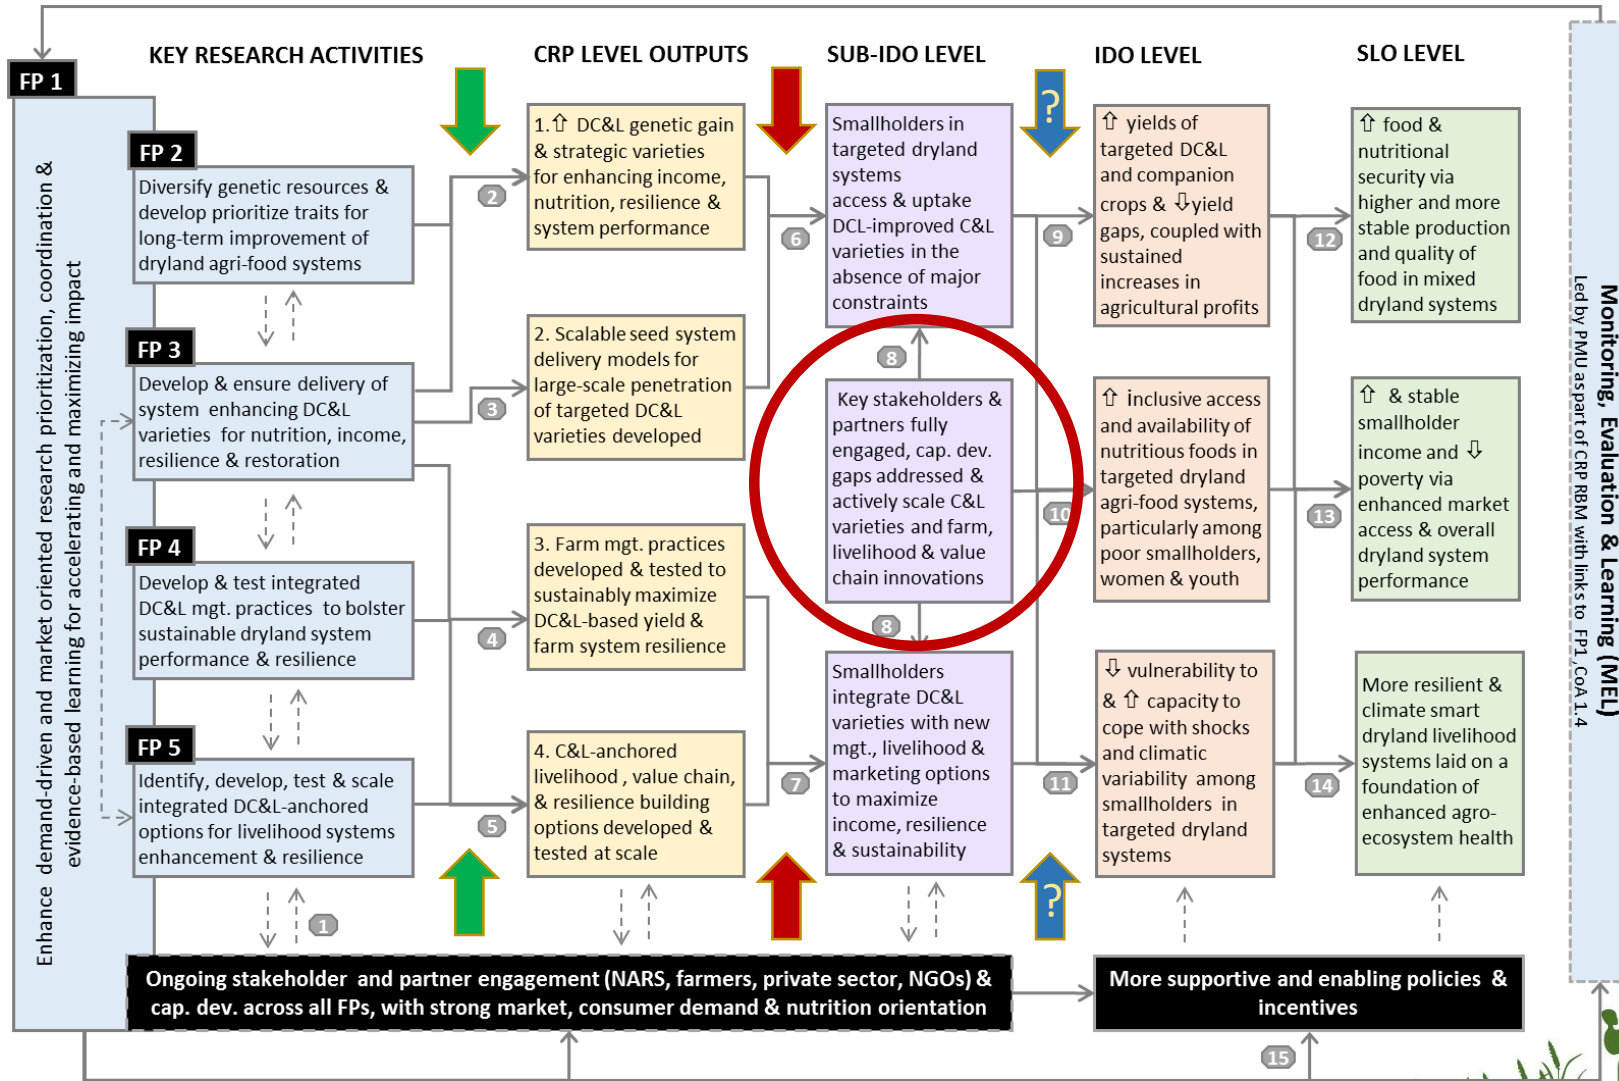 KEY RESEARCH ACTIVITIES
CRP LEVEL OUTPUTS
SUB-IDO LEVEL
IDO LEVEL
SLO LEVEL
FP 1
Enhance demand-driven and market oriented research prioritization, coordination &
evidence-based learning for accelerating and maximizing impact
FP 2
Diversify genetic resources &
develop prioritize traits for
long-term improvement of
dryland agri-food systems
FP 3
Develop & ensure delivery of
system enhancing DC&L
varieties for nutrition, income,
resilience & restoration
FP 4
Develop & test integrated
DC&L mgt. practices to bolster
sustainable dryland system
performance & resilience
FP 5
Identify, develop, test & scale
integrated DC&L-anchored
options for livelihood systems
enhancement & resilience
1
2
3
4
5
1.⇧ DC&L genetic gain
& strategic varieties
for enhancing income,
nutrition, resilience &
system performance
2. Scalable seed system
delivery models for
large-scale penetration
of targeted DC&L
varieties developed
3. Farm mgt. practices
developed & tested to
sustainably maximize
DC&L-based yield &
farm system resilience
4. C&L-anchored
livelihood , value chain,
& resilience building
options developed &
tested at scale
6
7
Smallholders in
targeted dryland
systems
access & uptake
DCL-improved C&L
varieties in the
absence of major
constraints
8
Key stakeholders &
partners fully
engaged, cap. dev.
gaps addressed &
actively scale C&L
varieties and farm,
livelihood & value
chain innovations
8
Smallholders
integrate DC&L
varieties with new
mgt., livelihood &
marketing options
to maximize
income, resilience
& sustainability
?
9
10
11
?
⇧ yields of
targeted DC&L
and companion
crops & ⇩yield
gaps, coupled with
sustained
increases in
agricultural profits
⇧ inclusive access
and availability of
nutritious foods in
targeted dryland
agri-food systems,
particularly among
poor smallholders,
women & youth
⇩ vulnerability to
& ⇧ capacity to
cope with shocks
and climatic
variability among
smallholders in
targeted dryland
systems
12
13
14
⇧ food &
nutritional
security via
higher and more
stable production
and quality of
food in mixed
dryland systems
⇧ & stable
smallholder
income and ⇩
poverty via
enhanced market
access & overall
dryland system
performance
More resilient &
climate smart
dryland livelihood
systems laid on a
foundation of
enhanced agro-
ecosystem health
Monitoring, Evaluation & Learning (MEL)
Led by PMU as part of CRP RBM with links to FP1, CoA 1.4
Ongoing stakeholder and partner engagement (NARS, farmers, private sector, NGOs) &
cap. dev. across all FPs, with strong market, consumer demand & nutrition orientation
More supportive and enabling policies &
incentives
15